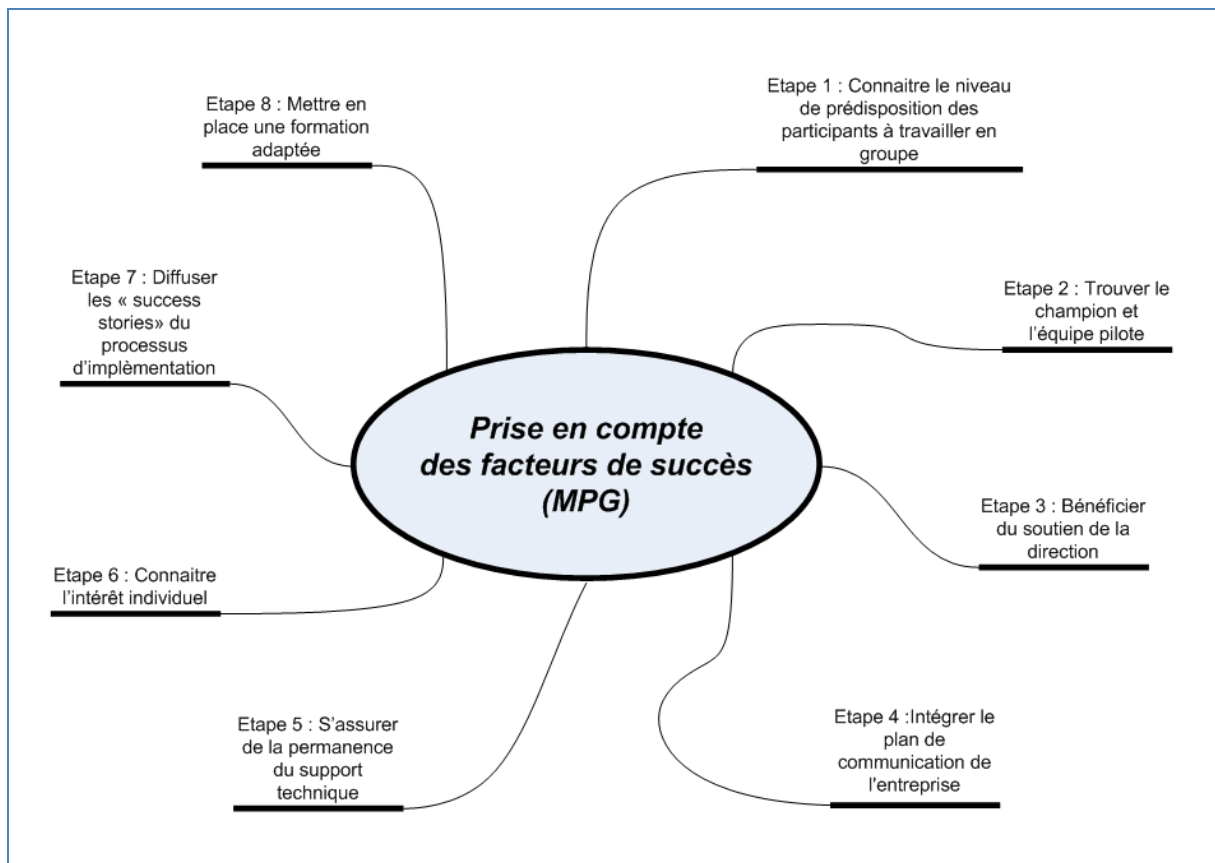 Prise en compte
des facteurs de succès
(MPG)
Etape 1 : Connaitre le niveau
de prédisposition des
participants à travailler en
groupe
Etape 2 : Trouver le
champion et
l'équipe pilote
Etape 3 : Bénéficier
du soutien de la
direction
Etape 4 :Intégrer le
plan de
communication de
l'entreprise
Etape 5 : S'assurer
de la permanence
du support
technique
Etape 6 : Connaitre
l'intérêt individuel
Etape 7 : Diffuser
les « success
stories» du
processus
d'implèmentation
Etape 8 : Mettre en
place une formation
adaptée